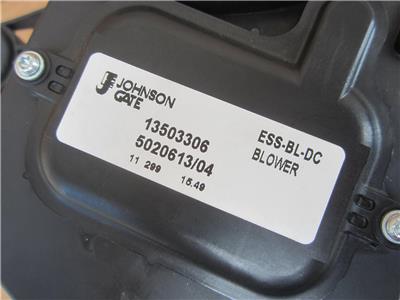 JOHNSON
GATE
13503306
5020613/04
11 299 15.49
ESS-BL-DC
BLOWER